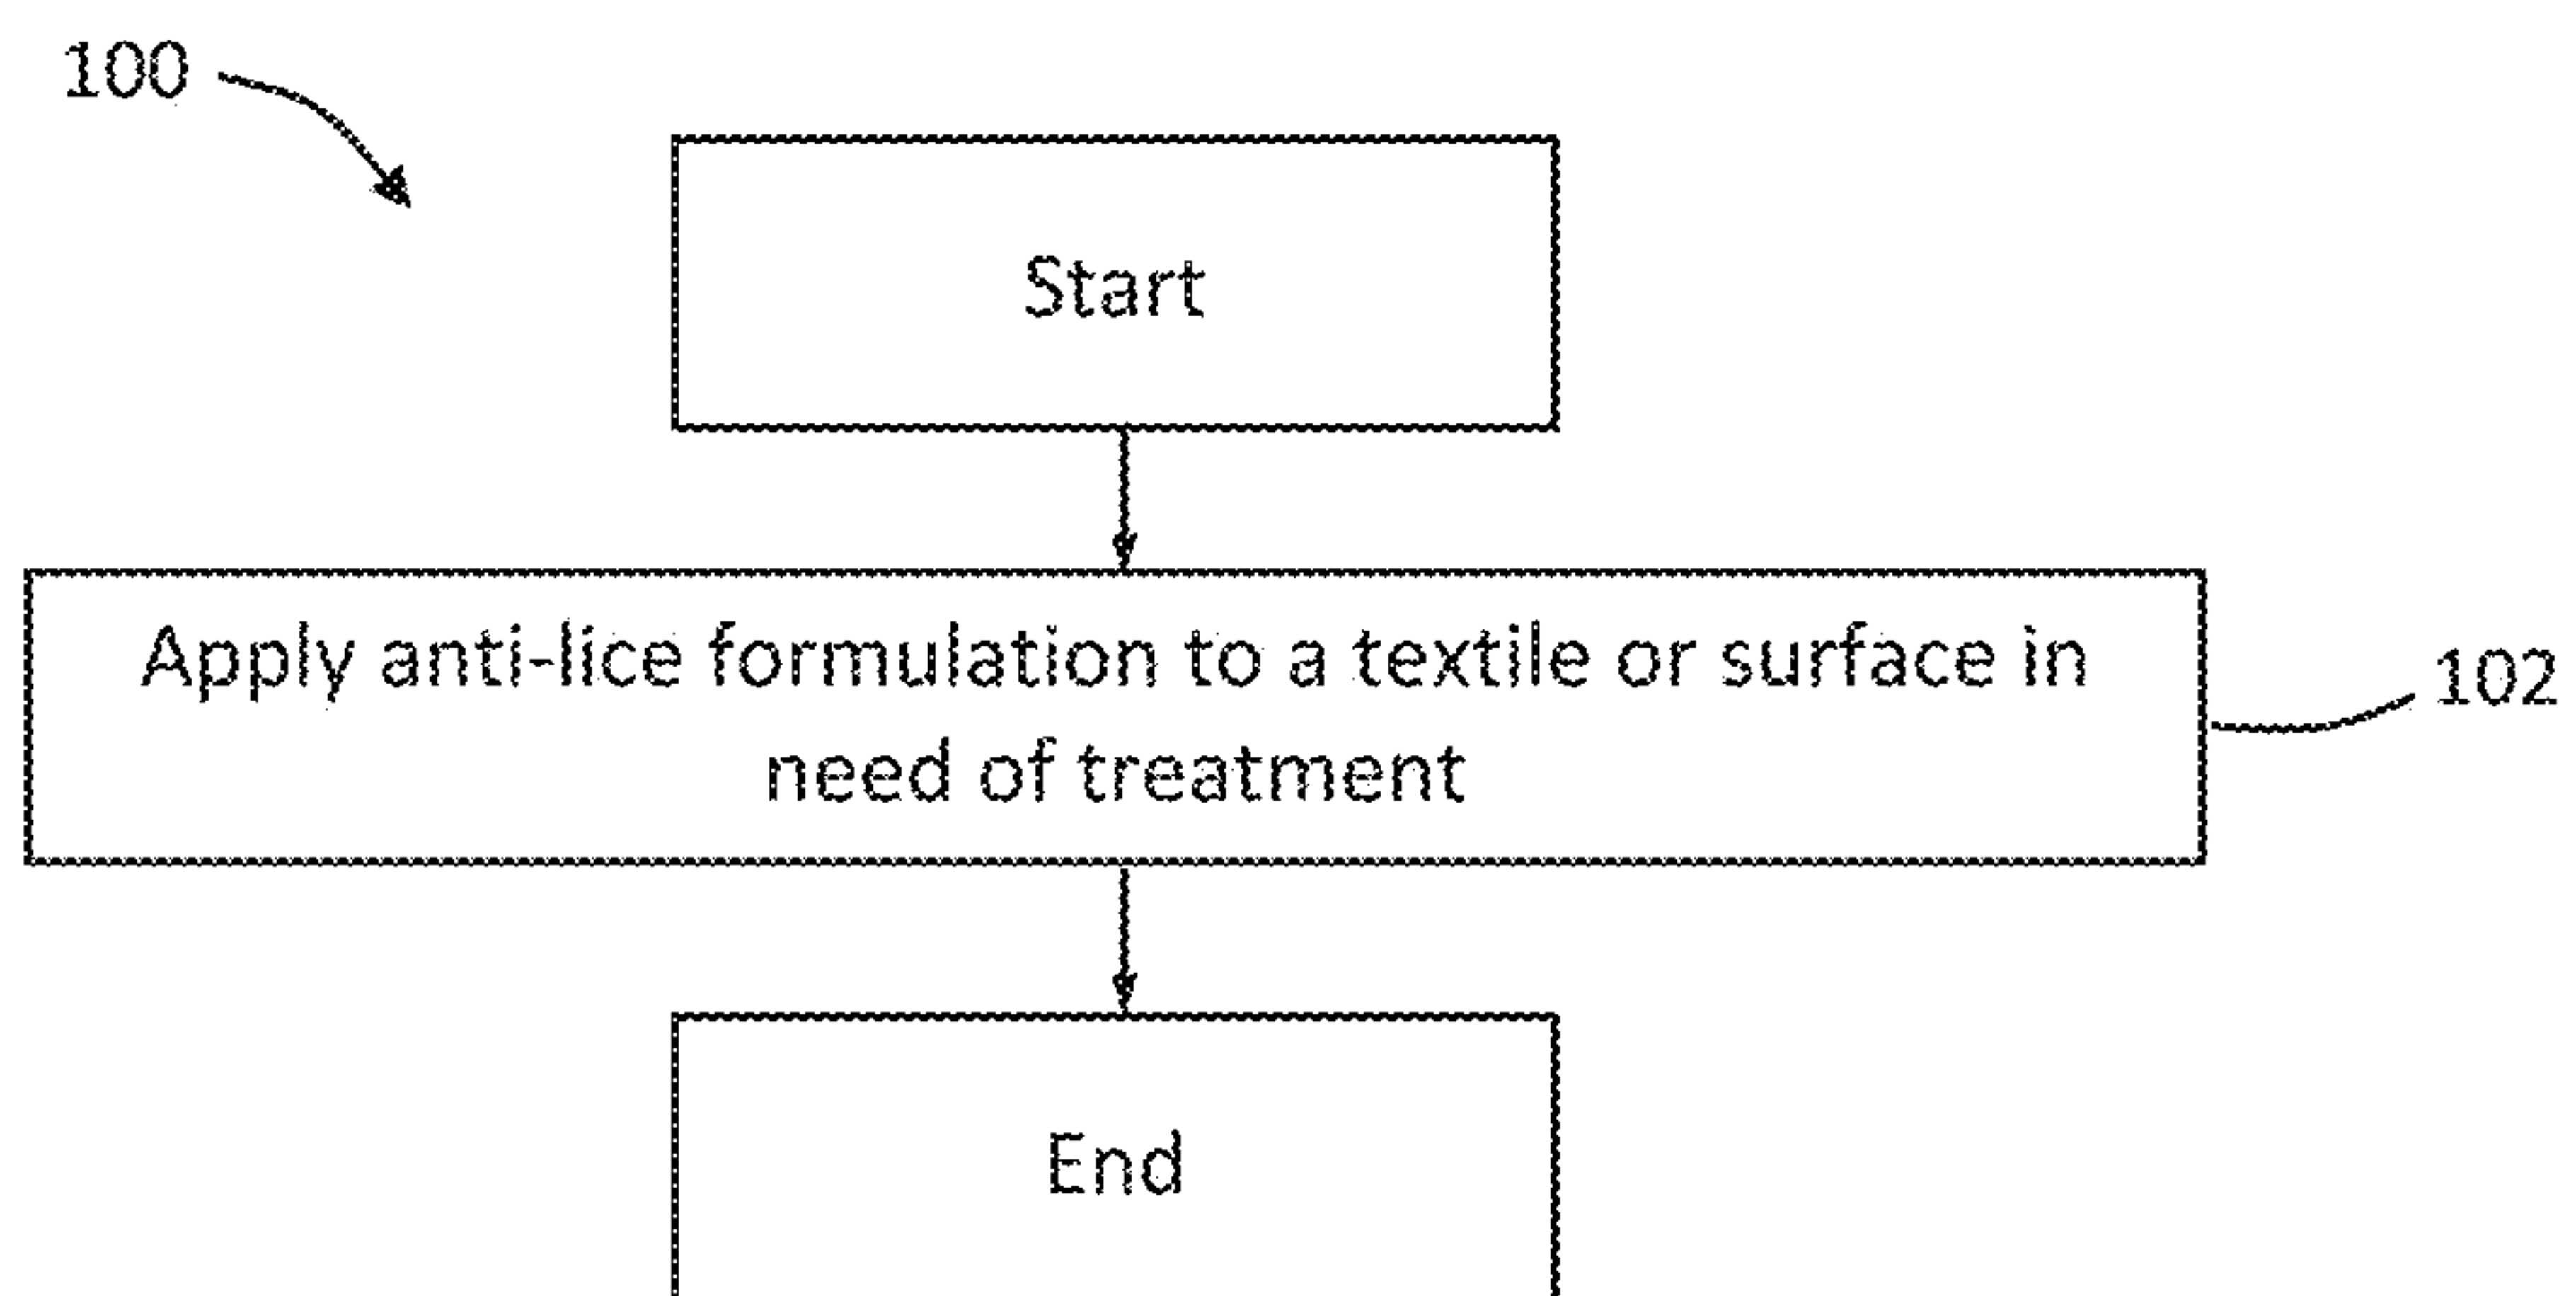 100
Start
Apply anti-lice formulation to a textile or surface in
need of treatment
102
End